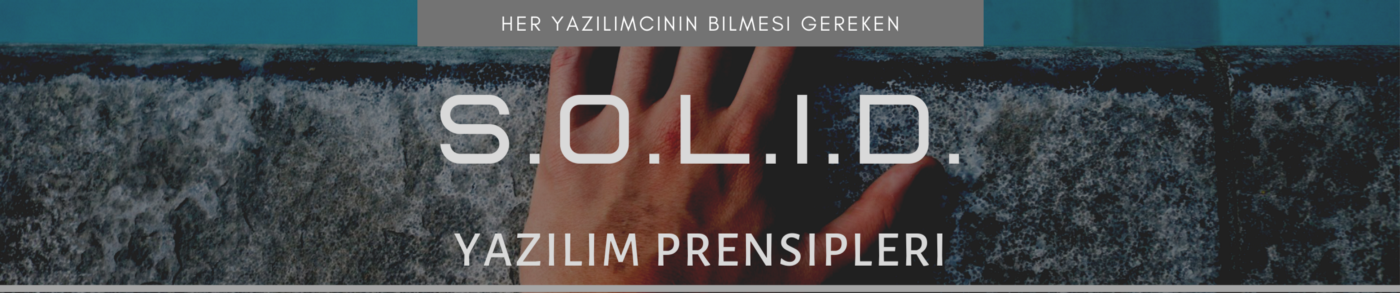 HER YAZILIMCININ BILMESI GEREKEN
S.O.L.I.D.
YAZILIM PRENSIPLERI